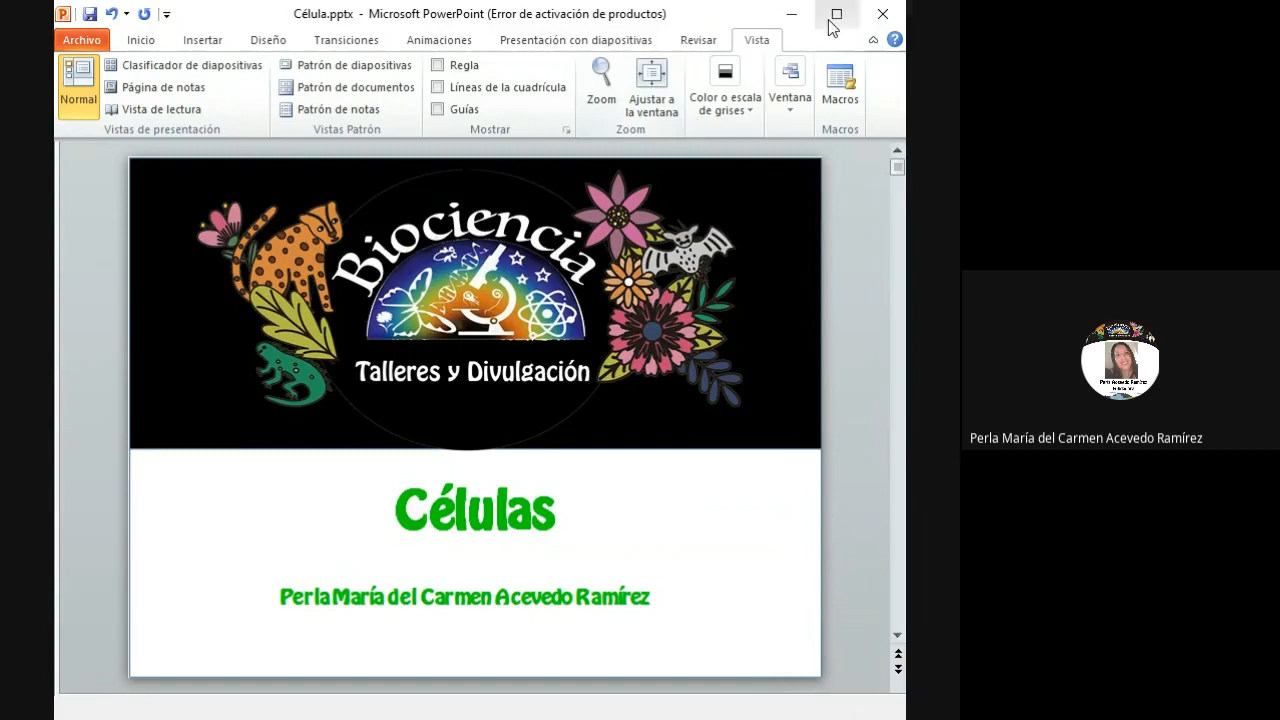 Célula.pptx - Microsoft PowerPoint (Error de activación de productos)
Archivo Inicio Insertar Diseño Transiciones Animaciones Presentación con diapositivas Revisar Vista
Normal
Clasificador de diapositivas
Página de notas
Vista de lectura
Vistas de presentación
Patrón de diapositivas
Patrón de documentos
Patrón de notas
Vistas Patrón
Regla
Líneas de la cuadrícula
Guías
Mostrar
Zoom
Ajustar a
la ventana
Zoom
Color o escala
de grises
Ventana
Macros
Macros
Biociencia
Talleres y Divulgación
Células
Perla María del Carmen Acevedo Ramírez
Perla María del Carmen Acevedo Ramírez